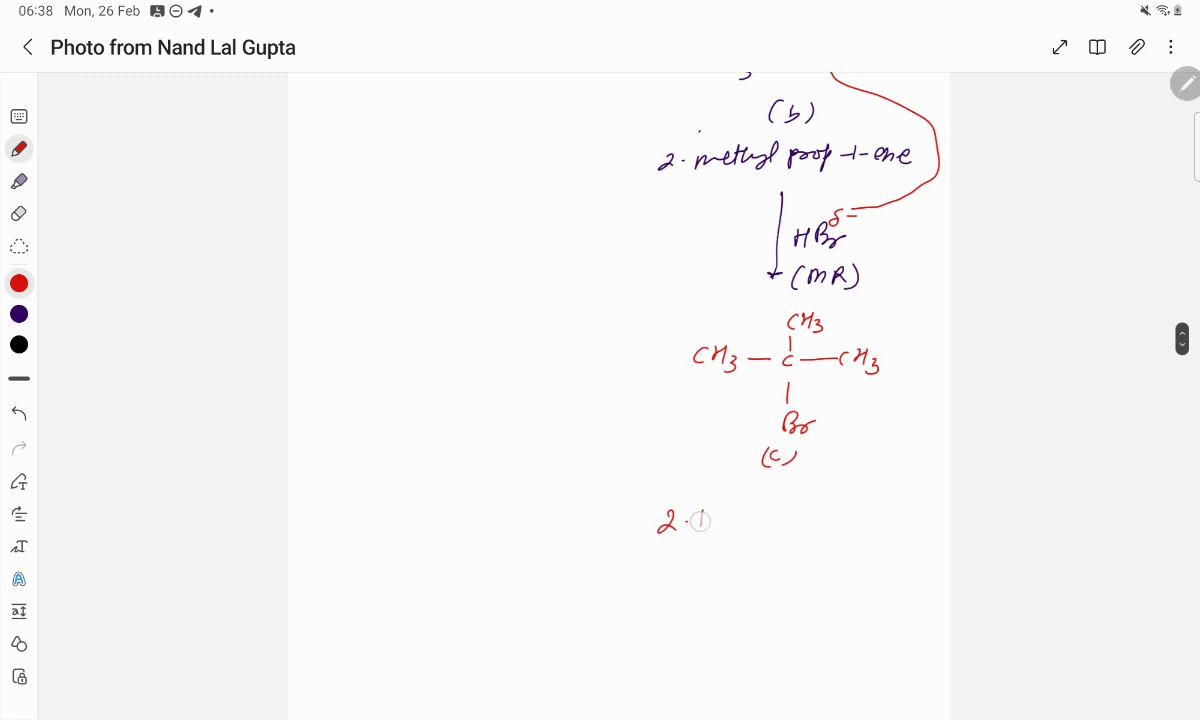 06:38 Mon, 26 Feb
Photo from Nand Lal Gupta
(b)
2-methyl prop-1-ene
δ-
HBr
(MR)
CH3
CH3 — C — CH3
Br
(C)
2-